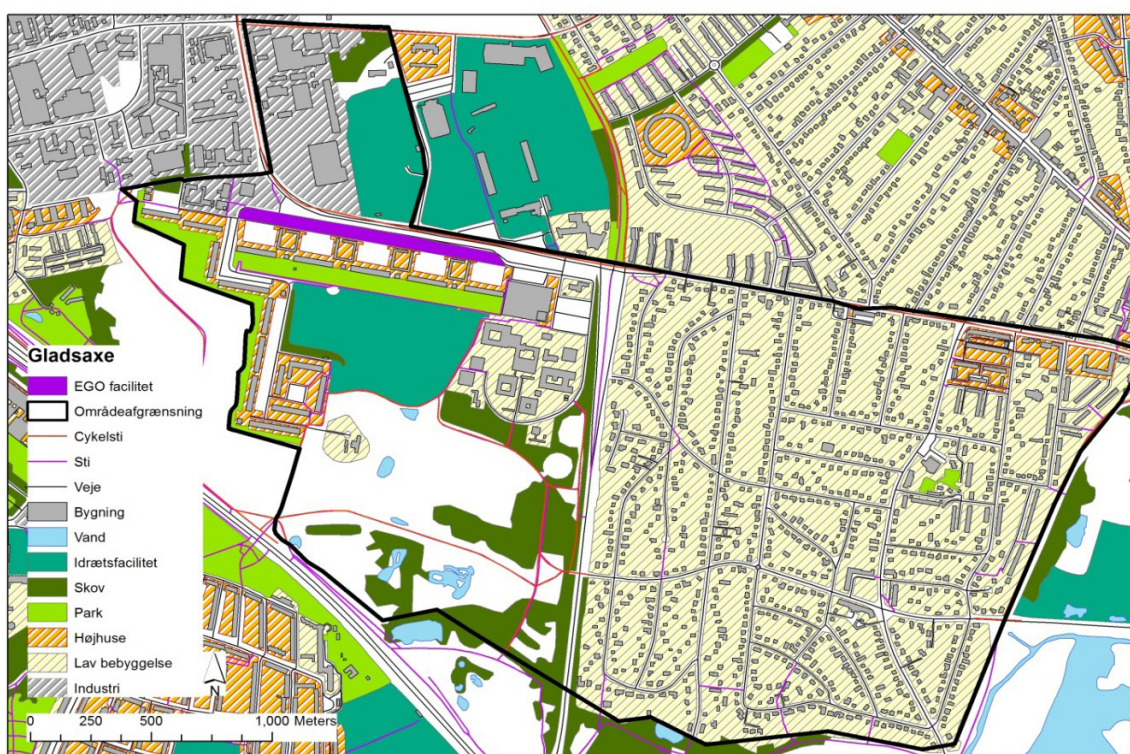 Gladsaxe
EGO facilitet
Områdeafgrænsning
Cykelsti
Sti
Veje
Bygning
Vand
Idrætsfacilitet
Skov
Park
Højhuse
Lav bebyggelse
Industri
N
0 250 500 1,000 Meters